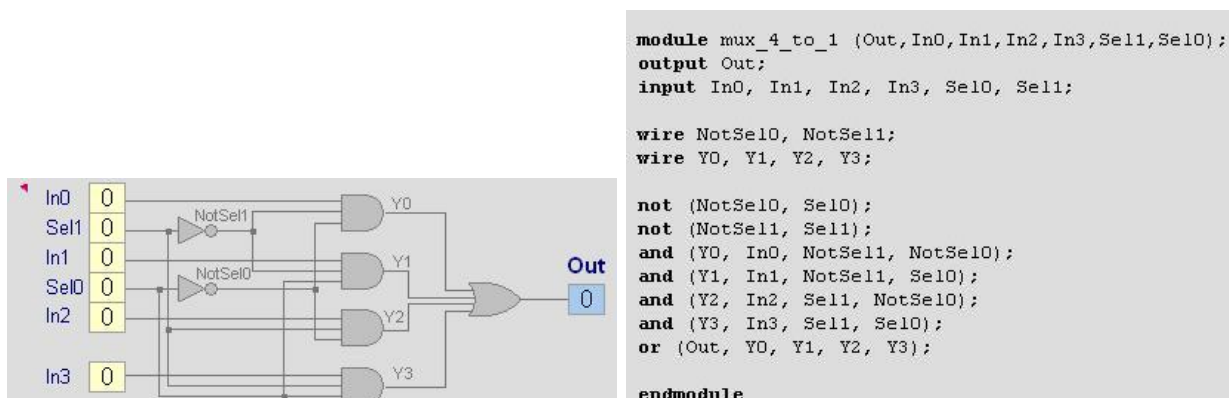 In0 0
Y0
Sel1 0
NotSel1
In1 0
Y1
Out
Sel0 0
NotSel0
0
In2 0
Y2
In3 0
Y3
module mux_4_to_1 (Out,In0,In1,In2,In3,Sel1,Sel0);
output Out;
input In0, In1, In2, In3, Sel0, Sel1;
wire NotSel0, NotSel1;
wire Y0, Y1, Y2, Y3;
not (NotSel0, Sel0);
not (NotSel1, Sel1);
and (Y0, In0, NotSel1, NotSel0);
and (Y1, In1, NotSel1, Sel0);
and (Y2, In2, Sel1, NotSel0);
and (Y3, In3, Sel1, Sel0);
or (Out, Y0, Y1, Y2, Y3);
endmodule